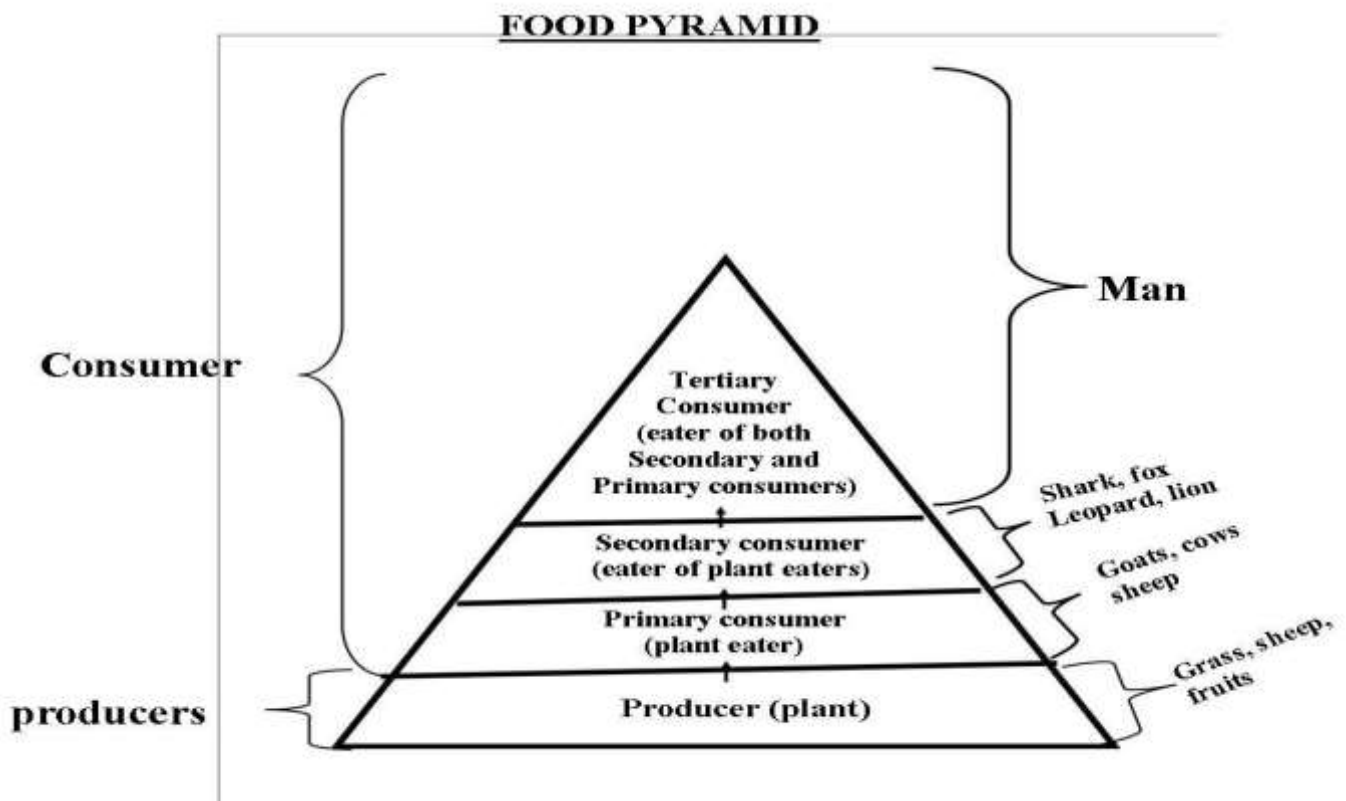 FOOD PYRAMID
Man
Consumer
Tertiary
Consumer
(eater of both
Secondary and
Primary consumers)
Shark, fox
Leopard, lion
Secondary consumer
(eater of plant eaters)
Goats, cows
sheep
Primary consumer
(plant eater)
Grass, sheep,
fruits
producers
Producer (plant)